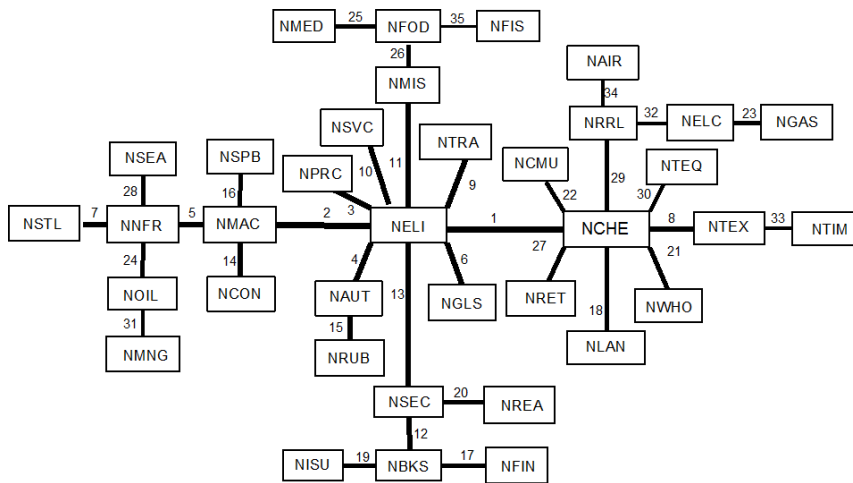 25
35
NMED
NFOD
NFIS
26
NAIR
NMIS
34
NSVC
32
23
NRRL
NELC
NGAS
NTRA
NSEA
NSPB
NCMU
NTEQ
NPRC
10
11
9
28
16
22
29
30
NSTL
7
NNFR
5
NMAC
2
3
NELI
1
NCHE
8
NTEX
33
NTIM
24
14
4
6
27
21
13
NOIL
NCON
NAUT
NGLS
NRET
NWHO
31
15
18
NMNG
NRUB
NLAN
20
NSEC
NREA
12
19
17
NISU
NBKS
NFIN